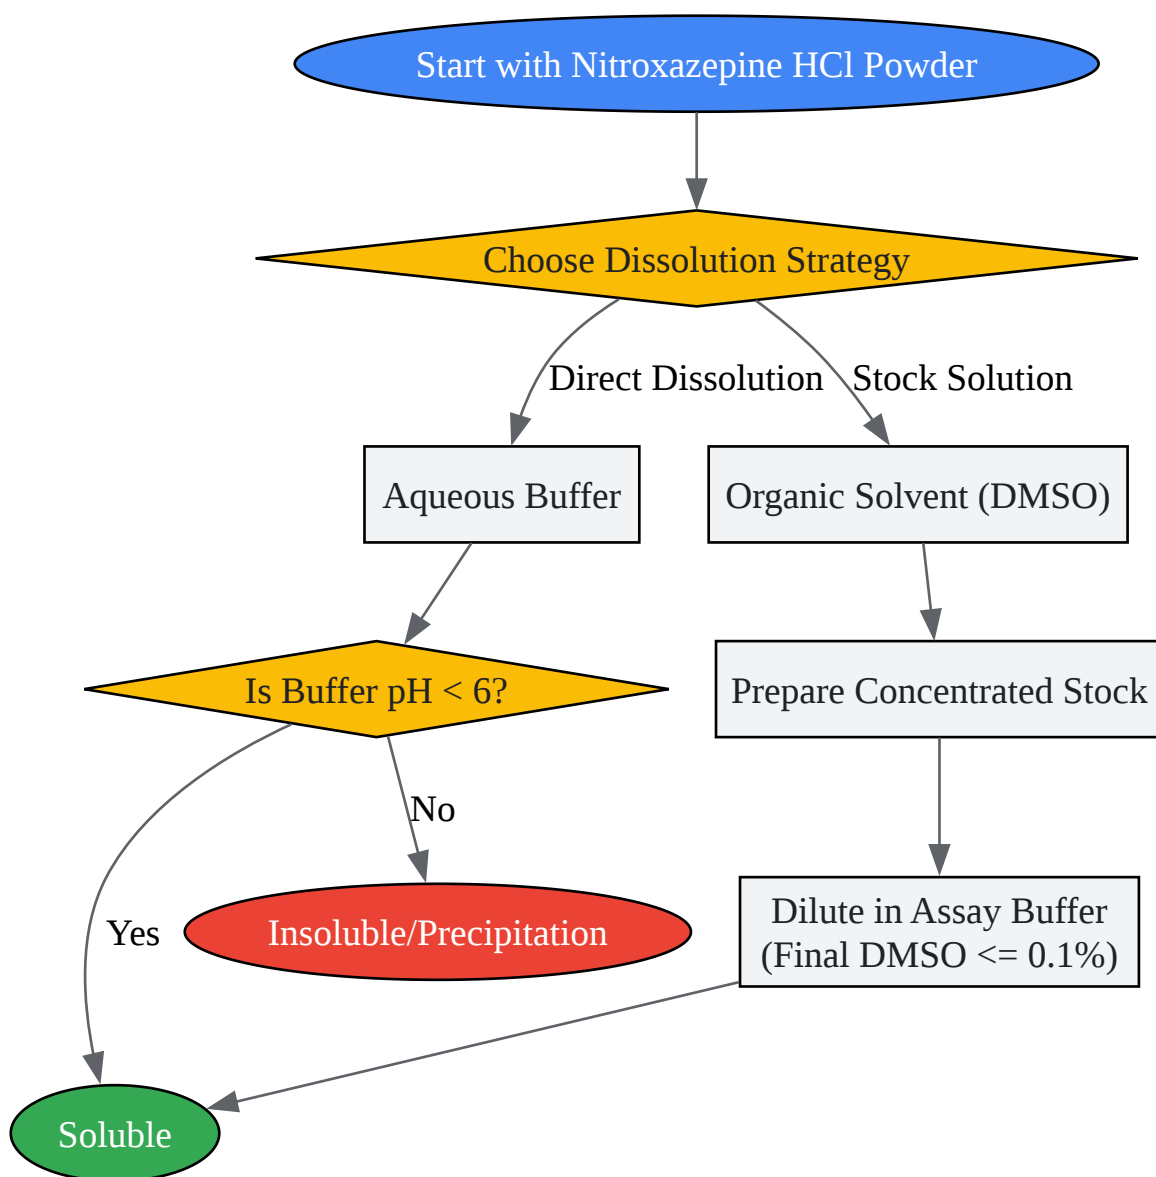 Start with Nitroxazepine HCl Powder
Choose Dissolution Strategy
Direct Dissolution
Stock Solution
Aqueous Buffer
Organic Solvent (DMSO)
Is Buffer pH < 6?
Prepare Concentrated Stock
No
Yes
Insoluble/Precipitation
Dilute in Assay Buffer
(Final DMSO <= 0.1%)
Soluble